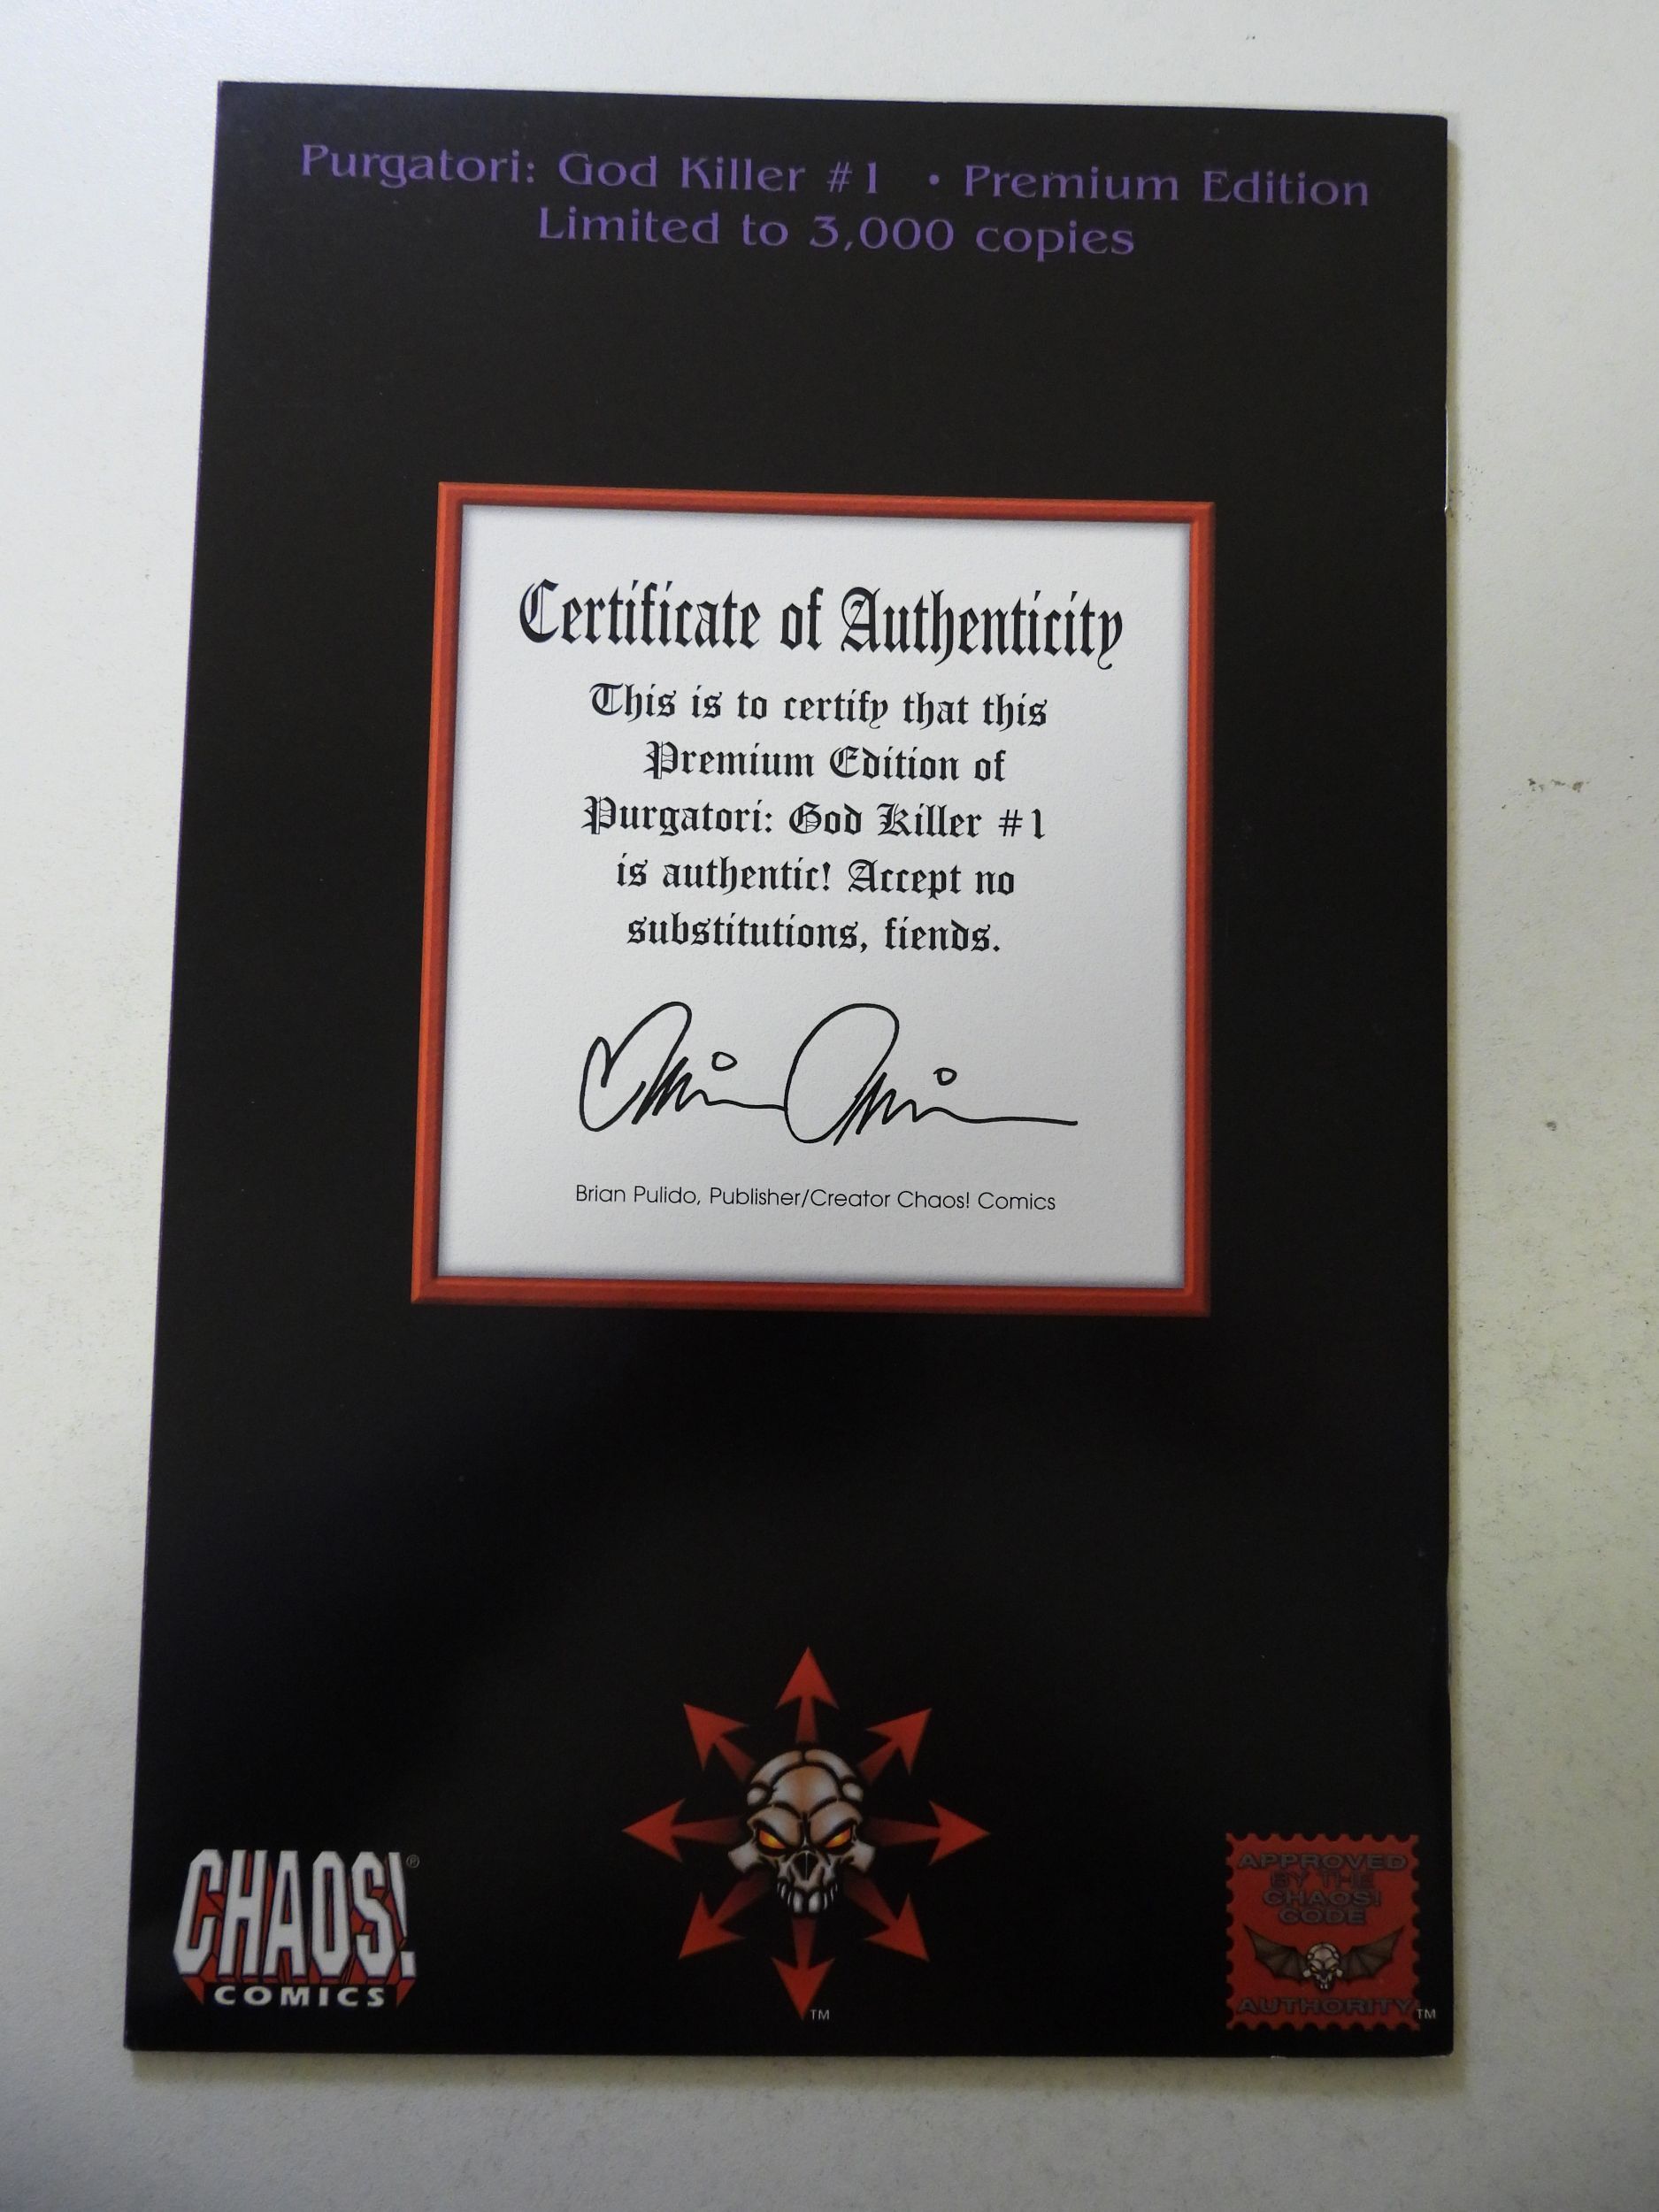 Purgatori: God Killer #1 • Premium Edition
Limited to 3,000 copies
Certificate of Authenticity
This is to certify that this
Premium Edition of
Purgatori: God Killer #1
is authentic! Accept no
substitutions, fiends.
Brian Pulido, Publisher/Creator Chaos! Comics
CHAOS!®
COMICS
TM
APPROVED
BY THE
CHAOS!
CODE
AUTHORITY TM